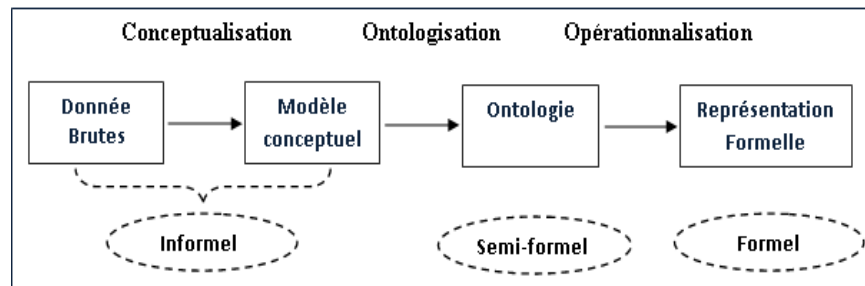 Conceptualisation Ontologisation Opérationnalisation
Donnée
Brutes
Modèle
conceptuel
Ontologie
Représentation
Formelle
Informel
Semi-formel
Formel